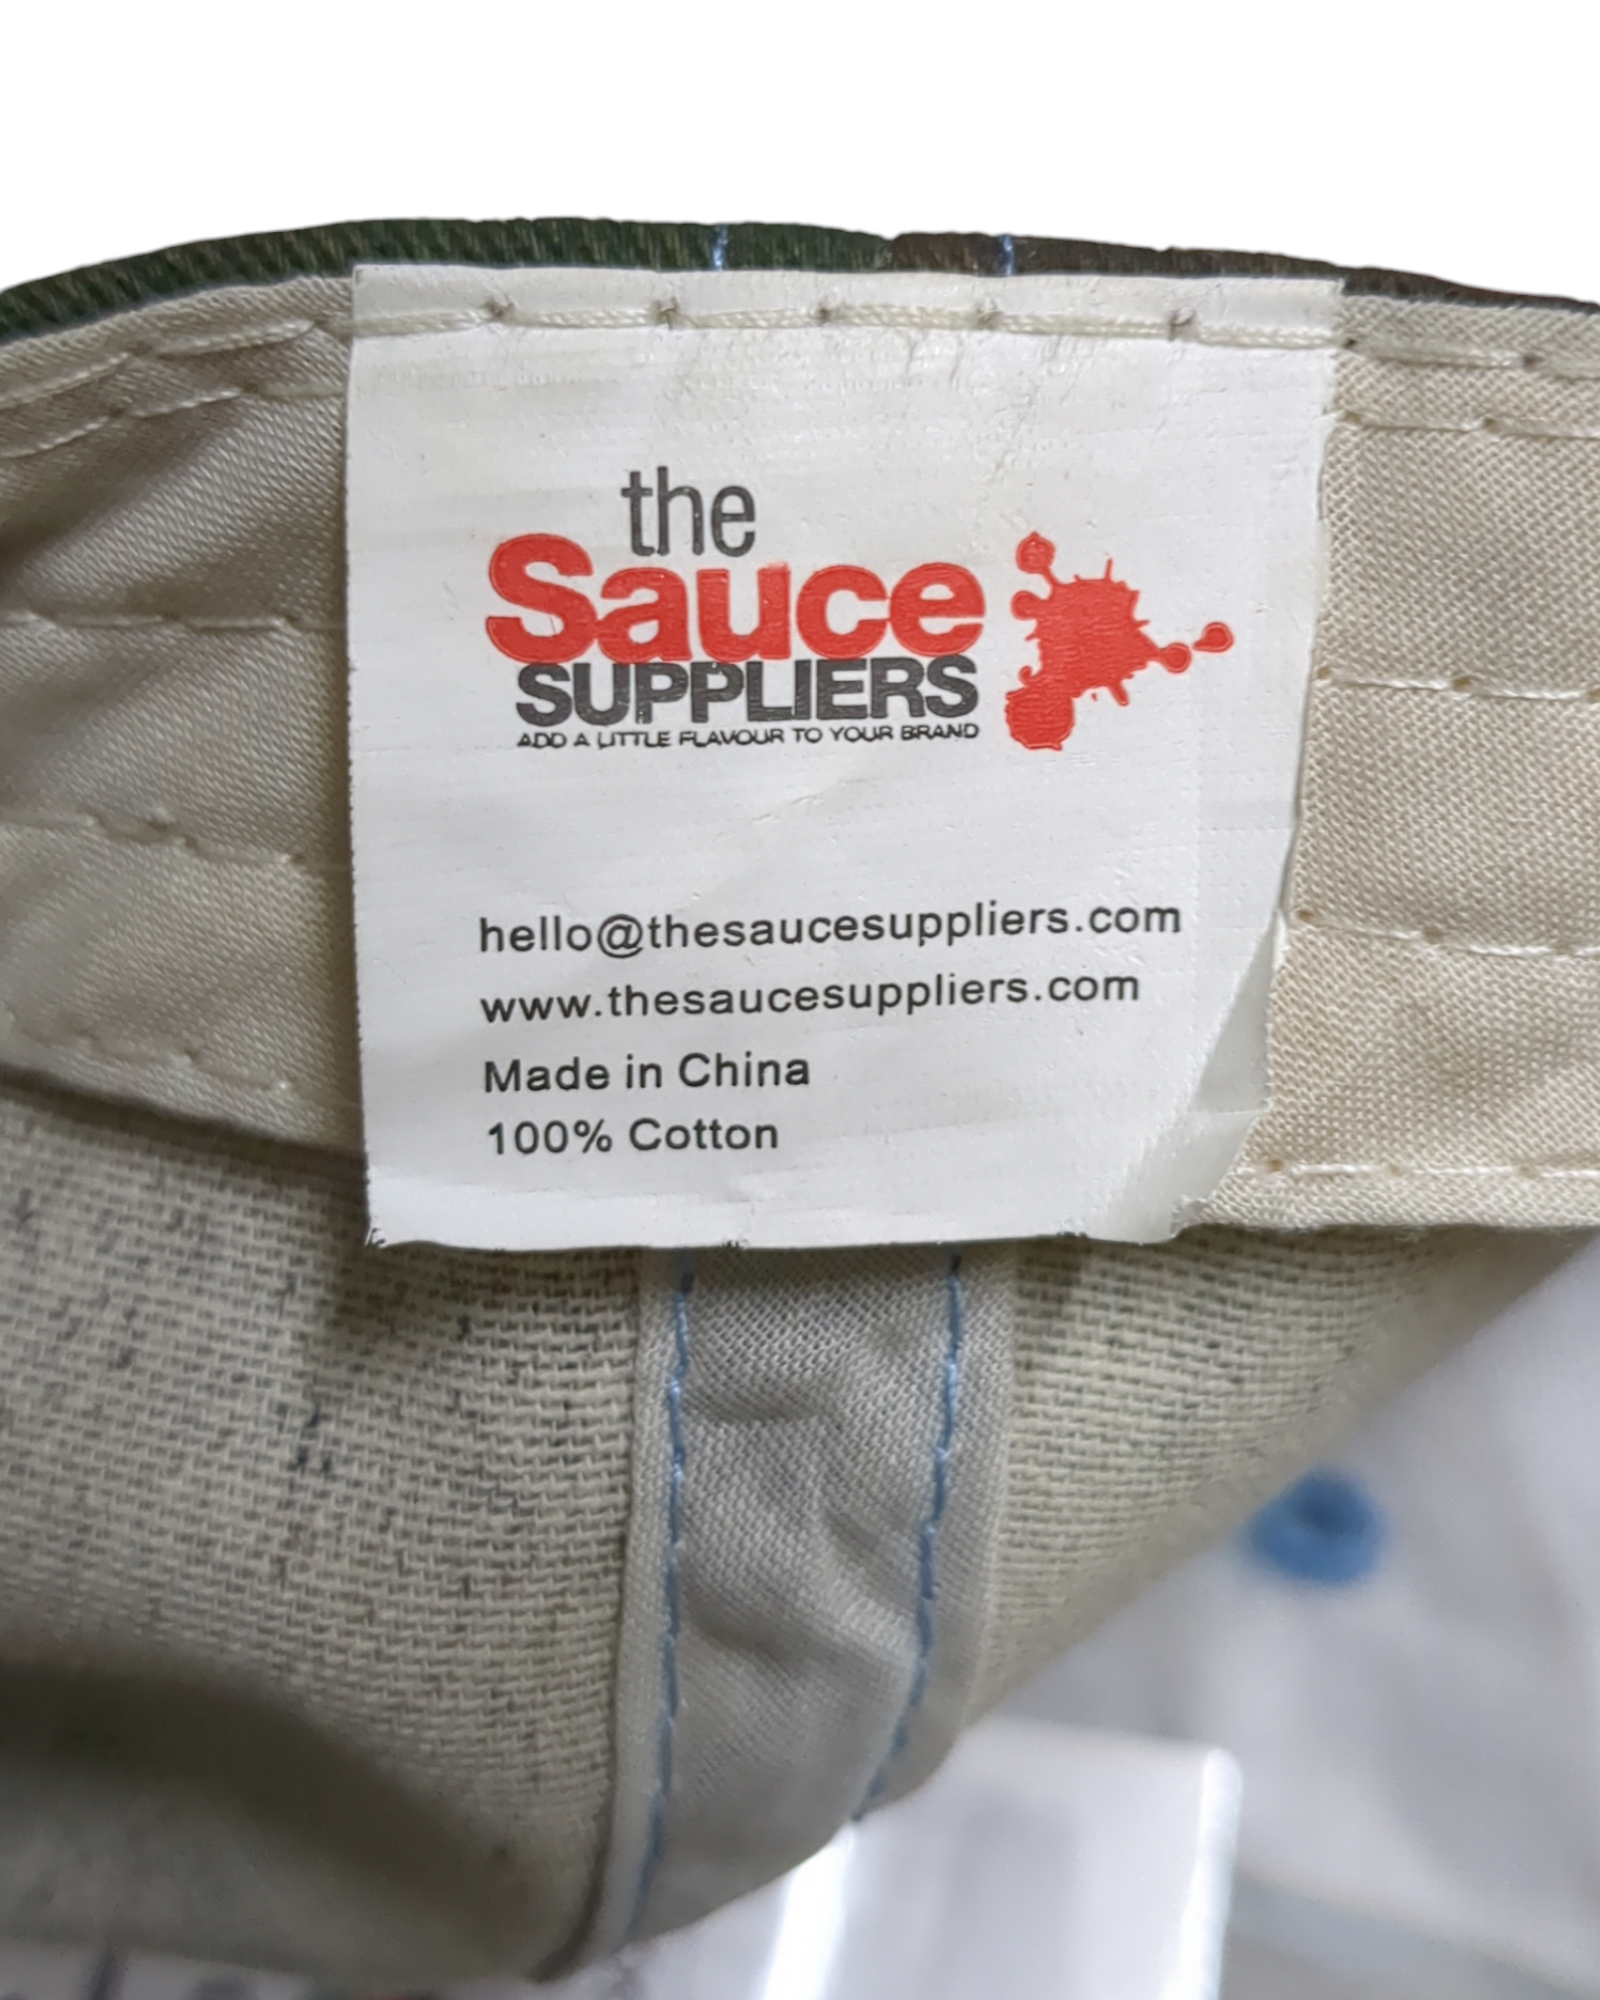 the
Sauce
SUPPLIERS
ADD A LITTLE FLAVOUR TO YOUR BRAND
hello@thesaucesuppliers.com
www.thesaucesuppliers.com
Made in China
100% Cotton